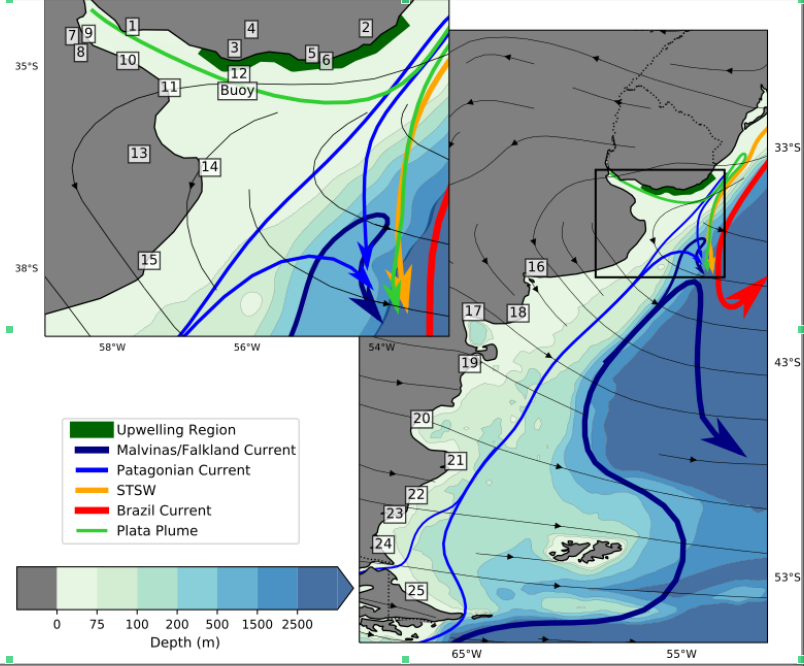 1
4
2
7
9
8
3
5
6
10
12
11
Buoy
13
14
15
35°S
38°S
58°W
56°W
54°W
33°S
43°S
53°S
16
17
18
19
20
21
22
23
24
25
65°W
55°W
Upwelling Region
Malvinas/Falkland Current
Patagonian Current
STSW
Brazil Current
Plata Plume
0 75 100 200 500 1500 2500
Depth (m)